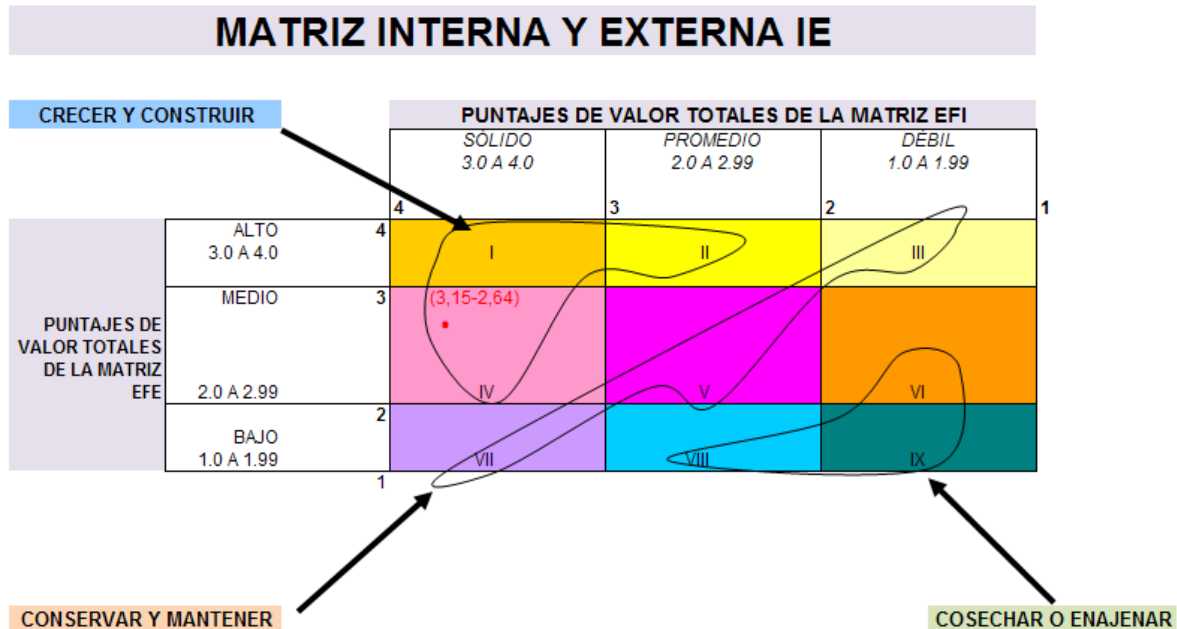 MATRIZ INTERNA Y EXTERNA IE
CRECER Y CONSTRUIR
PUNTAJES DE VALOR TOTALES DE LA MATRIZ EFI
SÓLIDO
3.0 A 4.0
PROMEDIO
2.0 A 2.99
DÉBIL
1.0 A 1.99
4
3
2
1
ALTO
3.0 A 4.0
4
I
II
III
PUNTAJES DE
VALOR TOTALES
DE LA MATRIZ
EFE
MEDIO
3
(3,15-2,64)
2.0 A 2.99
IV
V
VI
2
BAJO
1.0 A 1.99
VII
VIII
IX
1
CONSERVAR Y MANTENER
COSECHAR O ENAJENAR